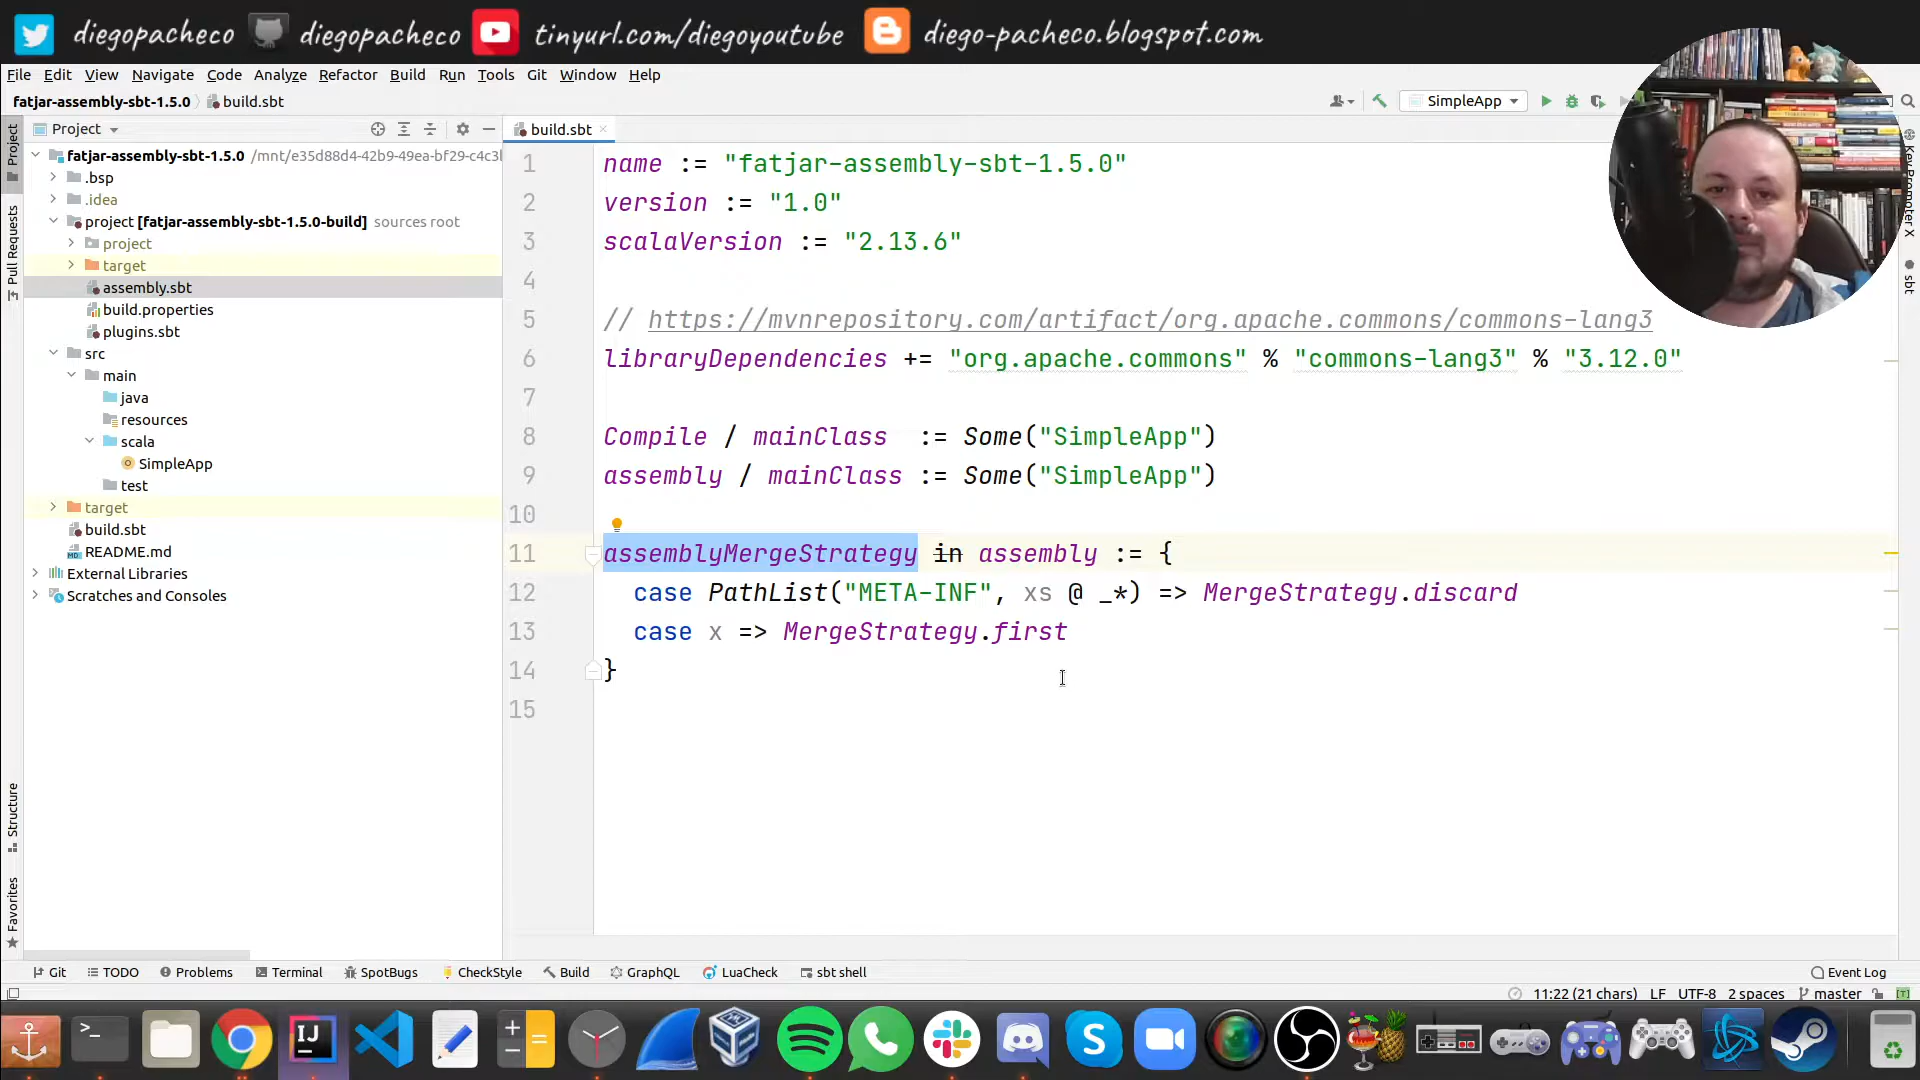 diegopacheco diegopacheco tinyurl.com/diegoyoutube diego-pacheco.blogspot.com
File Edit View Navigate Code Analyze Refactor Build Run Tools Git Window Help
fatjar-assembly-sbt-1.5.0 build.sbt
SimpleApp
Project
build.sbt
fatjar-assembly-sbt-1.5.0 /mnt/e35d88d4-42b9-49ea-bf29-c4c3
.bsp
.idea
project [fatjar-assembly-sbt-1.5.0-build] sources root
project
target
assembly.sbt
build.properties
plugins.sbt
src
main
java
resources
scala
SimpleApp
test
target
build.sbt
README.md
External Libraries
Scratches and Consoles
1 name := "fatjar-assembly-sbt-1.5.0"
2 version := "1.0"
3 scalaVersion := "2.13.6"
4
5 // https://mvnrepository.com/artifact/org.apache.commons/commons-lang3
6 libraryDependencies += "org.apache.commons" % "commons-lang3" % "3.12.0"
7
8 Compile / mainClass := Some("SimpleApp")
9 assembly / mainClass := Some("SimpleApp")
10
11 assemblyMergeStrategy in assembly := {
12 case PathList("META-INF", xs @ _*) => MergeStrategy.discard
13 case x => MergeStrategy.first
14 }
15
Project
Pull Requests
Structure
Favorites
Key Promoter X
sbt
Git TODO Problems Terminal SpotBugs CheckStyle Build GraphQL LuaCheck sbt shell Event Log
11:22 (21 chars) LF UTF-8 2 spaces master
IJ